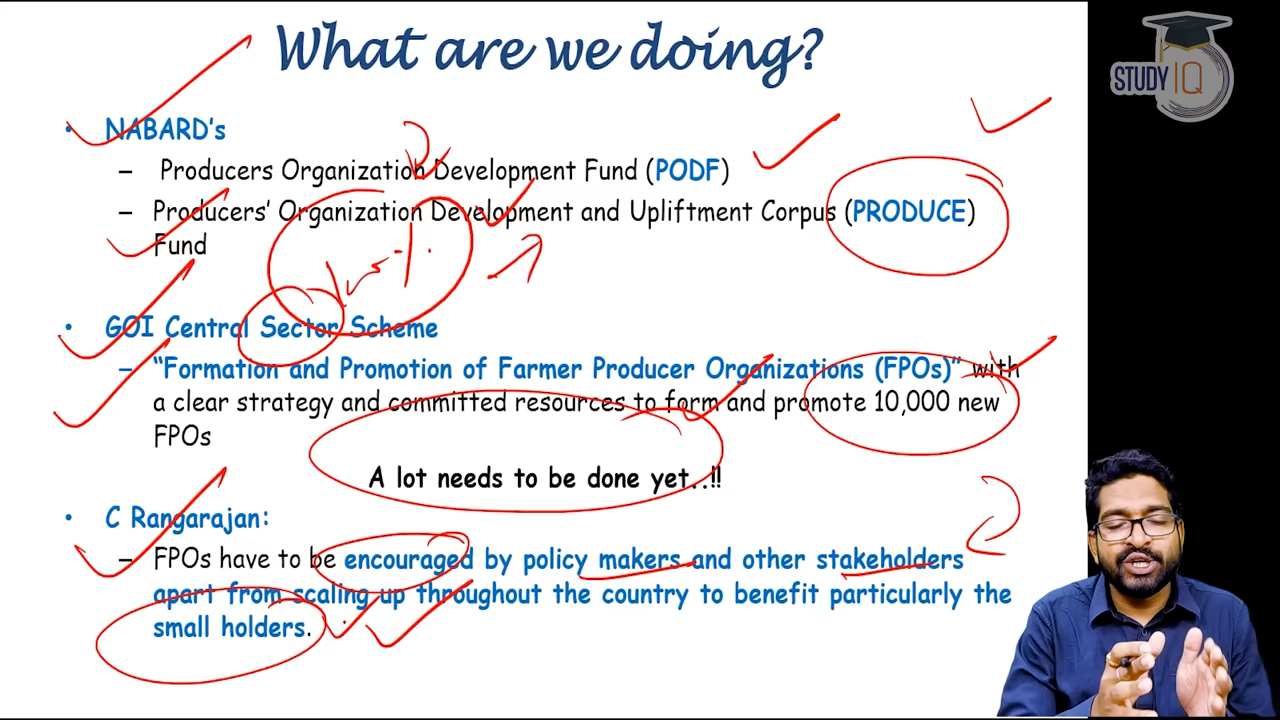 What are we doing?
STUDY IQ
• NABARD's
– Producers Organization Development Fund (PODF)
– Producers' Organization Development and Upliftment Corpus (PRODUCE)
Fund
• GOI Central Sector Scheme
– “Formation and Promotion of Farmer Producer Organizations (FPOs)” with
a clear strategy and committed resources to form and promote 10,000 new
FPOs
A lot needs to be done yet..!!
• C Rangarajan:
– FPOs have to be encouraged by policy makers and other stakeholders
apart from scaling up throughout the country to benefit particularly the
small holders.